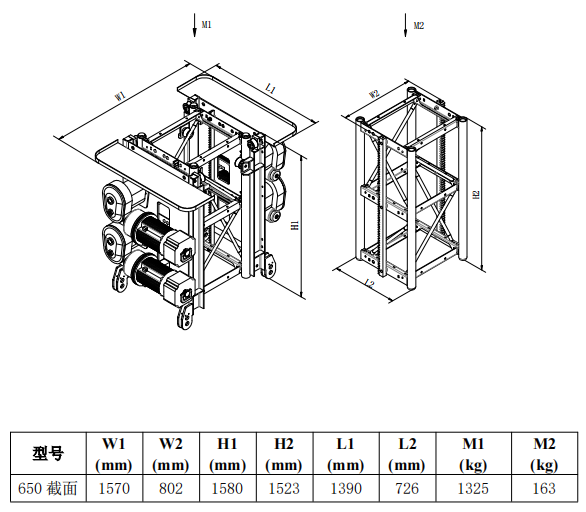 M1
M2
W1
L1
W2
H1
H2
L2
型号 W1 (mm) W2 (mm) H1 (mm) H2 (mm) L1 (mm) L2 (mm) M1 (kg) M2 (kg)
650 截面 1570 802 1580 1523 1390 726 1325 163